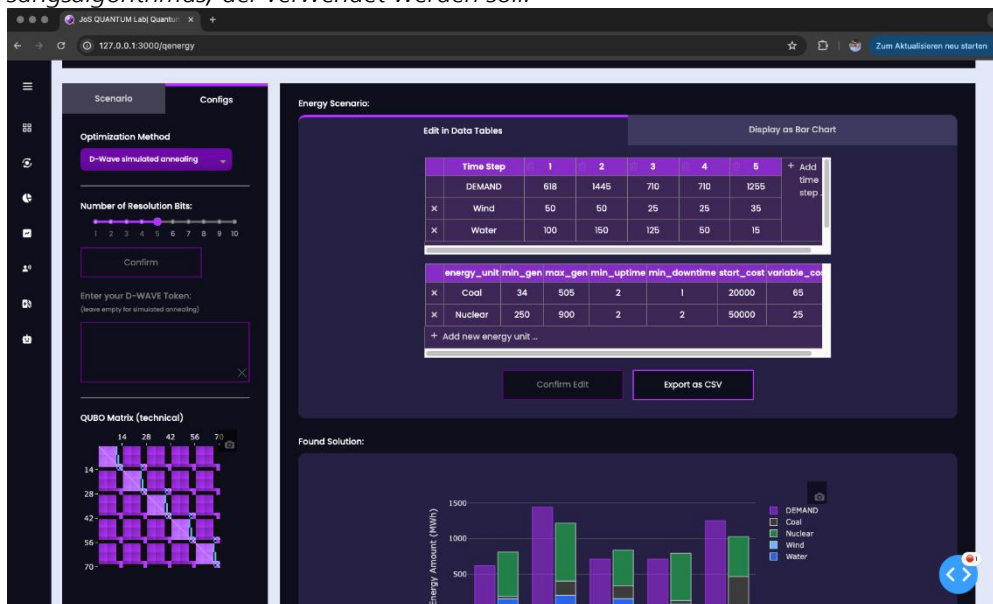 sungsalgorithmus, der verwendet werden soll.
JoS QUANTUM Lab| Quantum
127.0.0.1:3000/qenergy
Zum Aktualisieren neu starten
Scenario Configs
Optimization Method
D-Wave simulated annealing
Number of Resolution Bits:
1 2 3 4 5 6 7 8 9 10
Confirm
Enter your D-WAVE Token:
(leave empty for simulated annealing)
QUBO Matrix (technical)
14 28 42 56 70
14
28
42
56
70
Energy Scenario:
Edit in Data Tables Display as Bar Chart
Time Step 1 2 3 4 5 + Add time step ..
DEMAND 618 1445 710 710 1255
× Wind 50 50 25 25 35
× Water 100 150 125 50 15
energy_unit min_gen max_gen min_uptime min_downtime start_cost variable_co
× Coal 34 505 2 1 20000 65
× Nuclear 250 900 2 2 50000 25
+ Add new energy unit ...
Confirm Edit Export as CSV
Found Solution:
Energy Amount (MWh)
1500
1000
500
DEMAND
Coal
Nuclear
Wind
Water